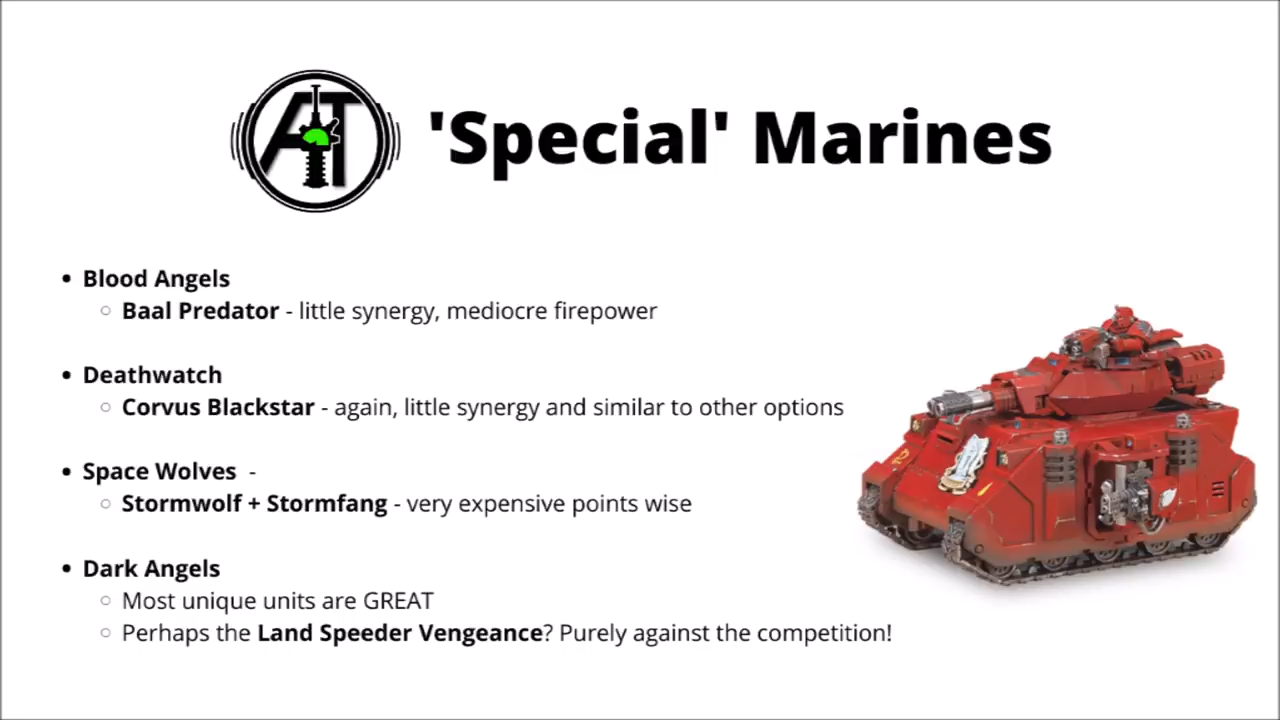 AT 'Special' Marines
• Blood Angels
○ Baal Predator - little synergy, mediocre firepower
• Deathwatch
○ Corvus Blackstar - again, little synergy and similar to other options
• Space Wolves -
○ Stormwolf + Stormfang - very expensive points wise
• Dark Angels
○ Most unique units are GREAT
○ Perhaps the Land Speeder Vengeance? Purely against the competition!